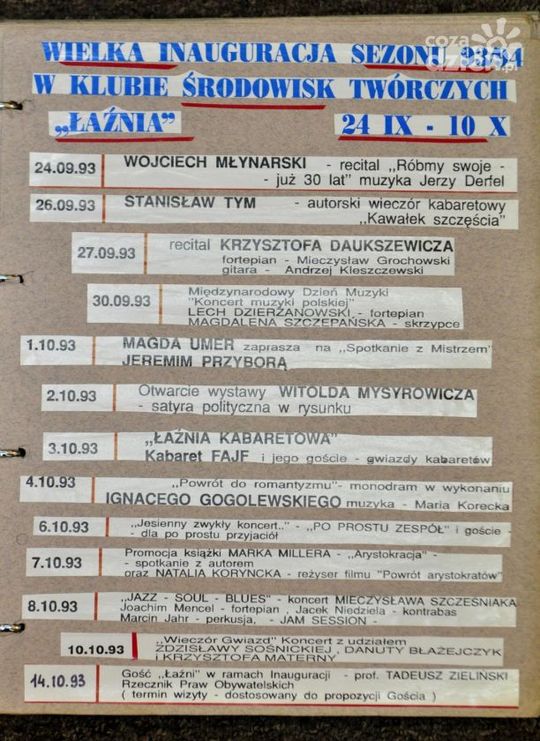 WIELKA INAUGURACJA SEZONU 93/94
W KLUBIE ŚRODOWISK TWÓRCZYCH
„ŁAŹNIA” 24 IX - 10 X
24.09.93 WOJCIECH MŁYNARSKI - recital „Róbmy swoje -
- już 30 lat” muzyka Jerzy Derfel
26.09.93 STANISŁAW TYM - autorski wieczór kabaretowy
„Kawałek szczęścia”
27.09.93 recital KRZYSZTOFA DAUKSZEWICZA
fortepian - Mieczysław Grochowski
gitara - Andrzej Kleszczewski
30.09.93 Międzynarodowy Dzień Muzyki
"Koncert muzyki polskiej"
LECH DZIERŻANOWSKI - fortepian
MAGDALENA SZCZEPAŃSKA - skrzypce
1.10.93 MAGDA UMER zaprasza na „Spotkanie z Mistrzem”
JEREMIM PRZYBORĄ
2.10.93 Otwarcie wystawy WITOLDA MYSYROWICZA
- satyra polityczna w rysunku
3.10.93 „ŁAŹNIA KABARETOWA”
Kabaret FAJF i jego goście - gwiazdy kabaretów
4.10.93 „Powrót do romantyzmu”- monodram w wykonaniu
IGNACEGO GOGOLEWSKIEGO muzyka - Maria Korecka
6.10.93 „Jesienny zwykły koncert..” - „PO PROSTU ZESPÓŁ” i goście -
- dla po prostu przyjaciół
7.10.93 Promocja książki MARKA MILLERA - „Arystokracja” -
- spotkanie z autorem
oraz NATALIA KORYNCKA - reżyser filmu "Powrót arystokratów"
8.10.93 „JAZZ - SOUL - BLUES” - koncert MIECZYSŁAWA SZCZEŚNIAKA
Joachim Mencel - fortepian , Jacek Niedziela - kontrabas
Marcin Jahr - perkusja, - JAM SESSION -
10.10.93 „Wieczór Gwiazd” Koncert z udziałem
ZDZISŁAWY SOŚNICKIEJ , DANUTY BŁAŻEJCZYK
i KRZYSZTOFA MATERNY
14.10.93 Gość „Łaźni” w ramach Inauguracji - prof. TADEUSZ ZIELIŃSKI
Rzecznik Praw Obywatelskich
( termin wizyty - dostosowany do propozycji Gościa )